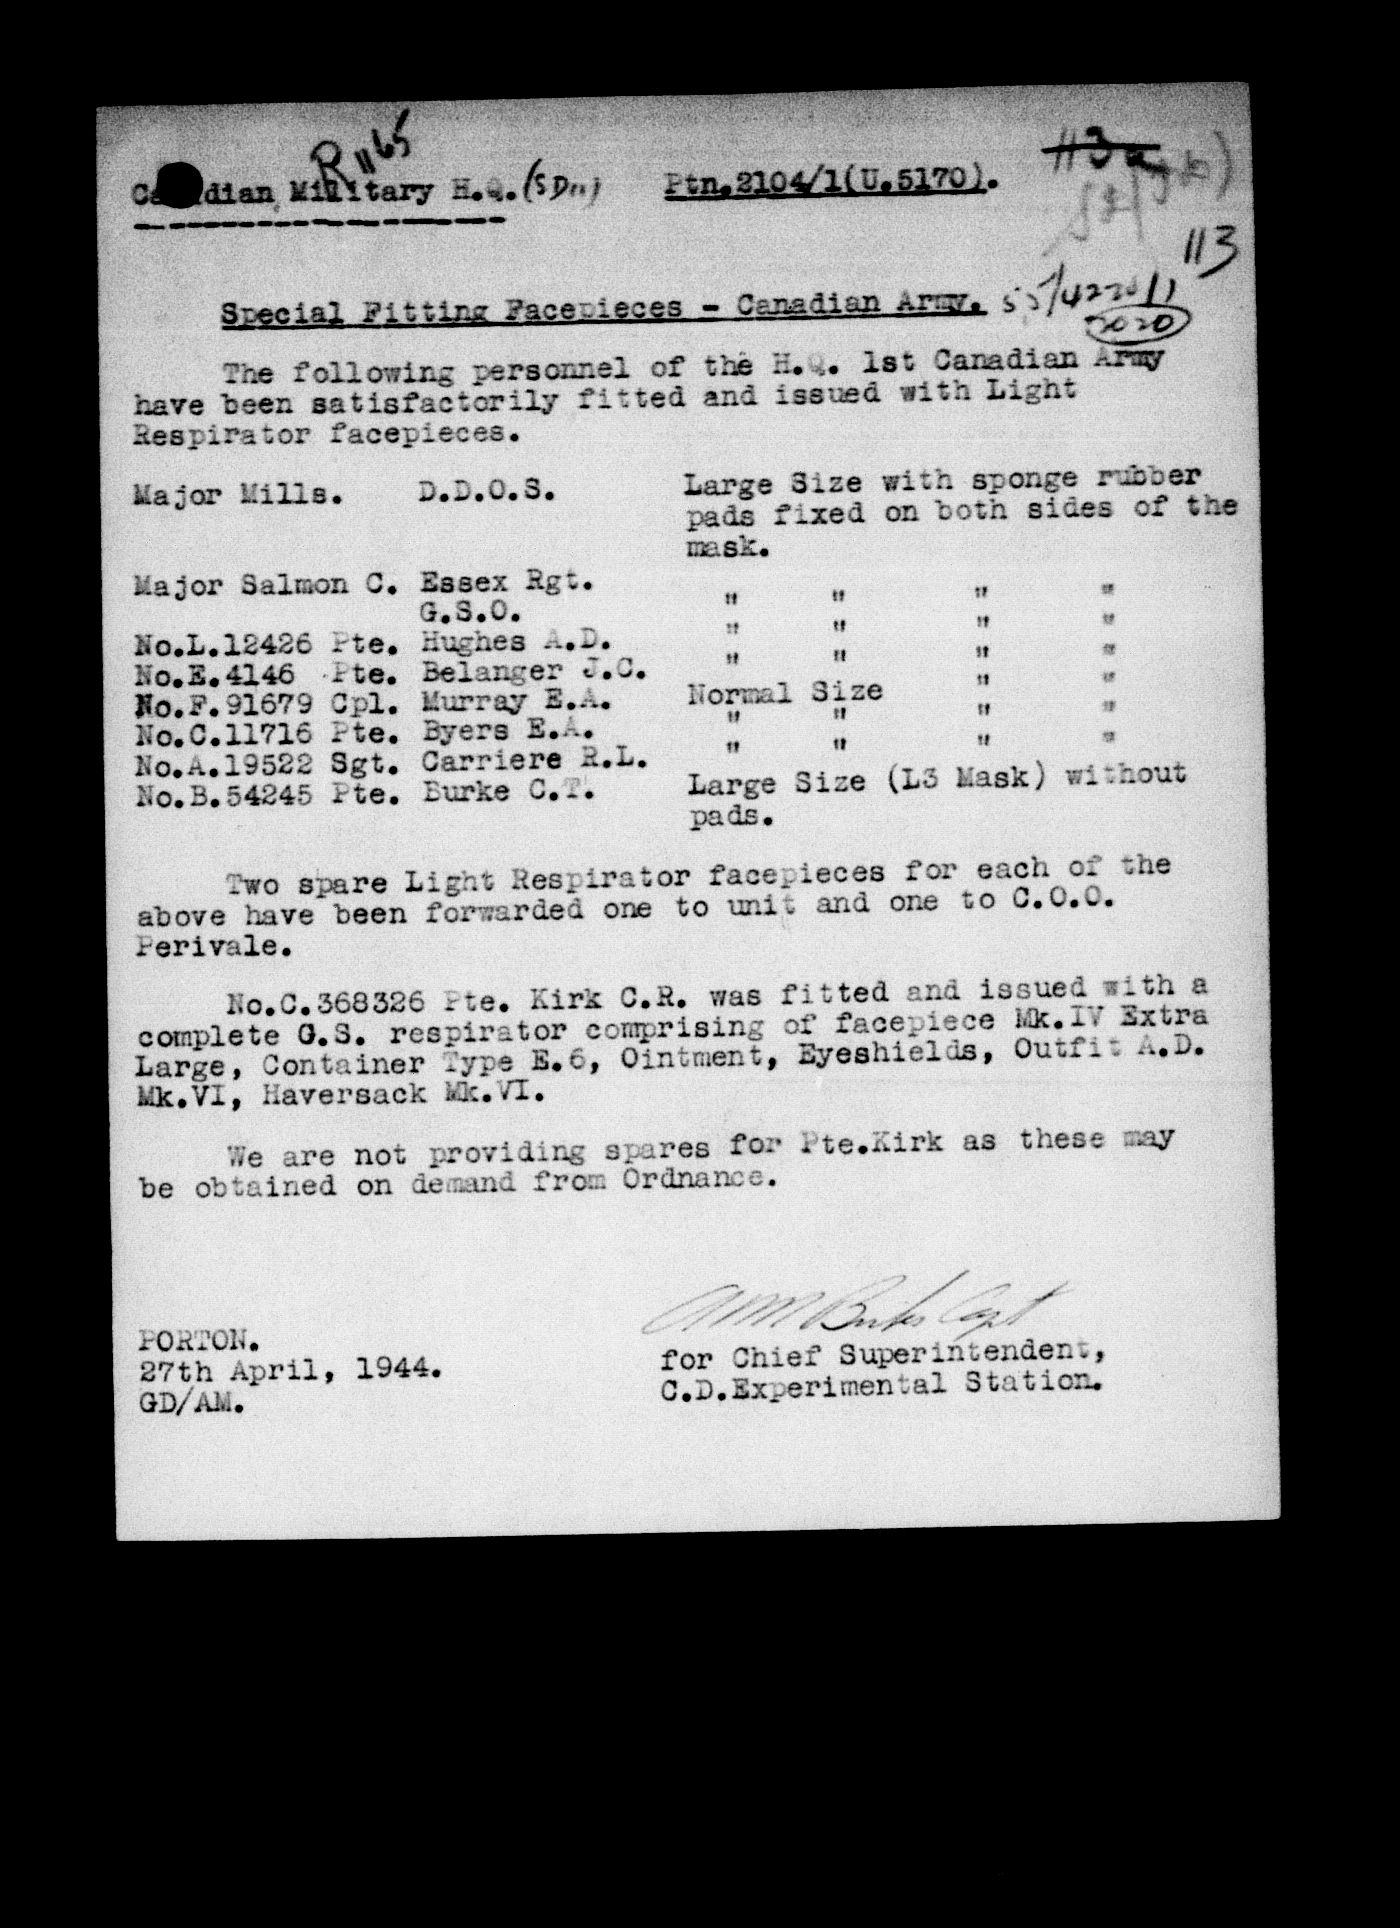 R 1165
Canadian Military H.Q. (SD11) Ptn.2104/1(U.5170).
113a
113
Special Fitting Facepieces - Canadian Army.
2020
The following personnel of the H.Q. 1st Canadian Army
have been satisfactorily fitted and issued with Light
Respirator facepieces.
Major Mills. D.D.O.S. Large Size with sponge rubber
pads fixed on both sides of the
mask.
Major Salmon C. Essex Rgt. " " " "
G.S.O. " " " "
No.L.12426 Pte. Hughes A.D. " " " "
No.E.4146 Pte. Belanger J.C. Normal Size " "
No.F.91679 Cpl. Murray E.A. " " " "
No.C.11716 Pte. Byers E.A. " " " "
No.A.19522 Sgt. Carriere R.L.
No.B.54245 Pte. Burke C.T. Large Size (L3 Mask) without
pads.
Two spare Light Respirator facepieces for each of the
above have been forwarded one to unit and one to C.O.O.
Perivale.
No.C.368326 Pte. Kirk C.R. was fitted and issued with a
complete G.S. respirator comprising of facepiece Mk.IV Extra
Large, Container Type E.6, Ointment, Eyeshields, Outfit A.D.
Mk.VI, Haversack Mk.VI.
We are not providing spares for Pte.Kirk as these may
be obtained on demand from Ordnance.
Capt
PORTON. for Chief Superintendent,
27th April, 1944. C.D.Experimental Station.
GD/AM.